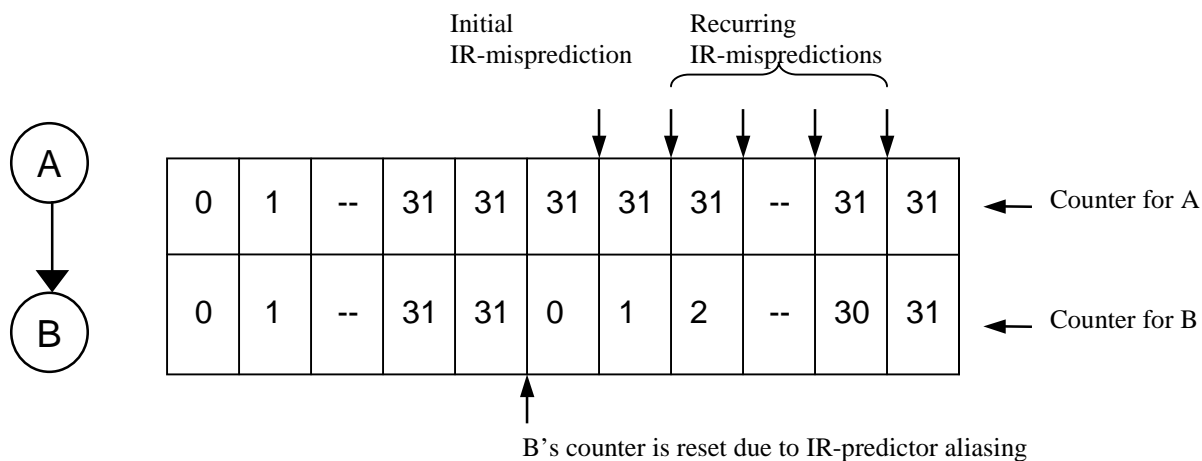 Initial
IR-misprediction
Recurring
IR-mispredictions
A
0 1 -- 31 31 31 31 31 -- 31 31
Counter for A
B
0 1 -- 31 31 0 1 2 -- 30 31
Counter for B
B's counter is reset due to IR-predictor aliasing